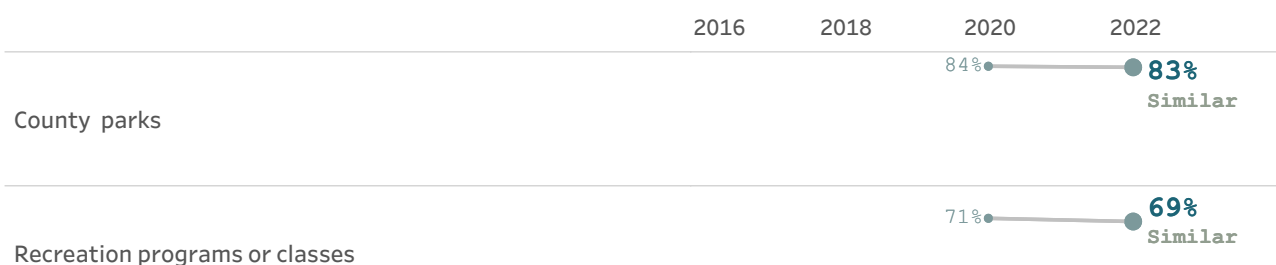 2016 2018 2020 2022
84% 83%
Similar
County parks
71% 69%
Similar
Recreation programs or classes